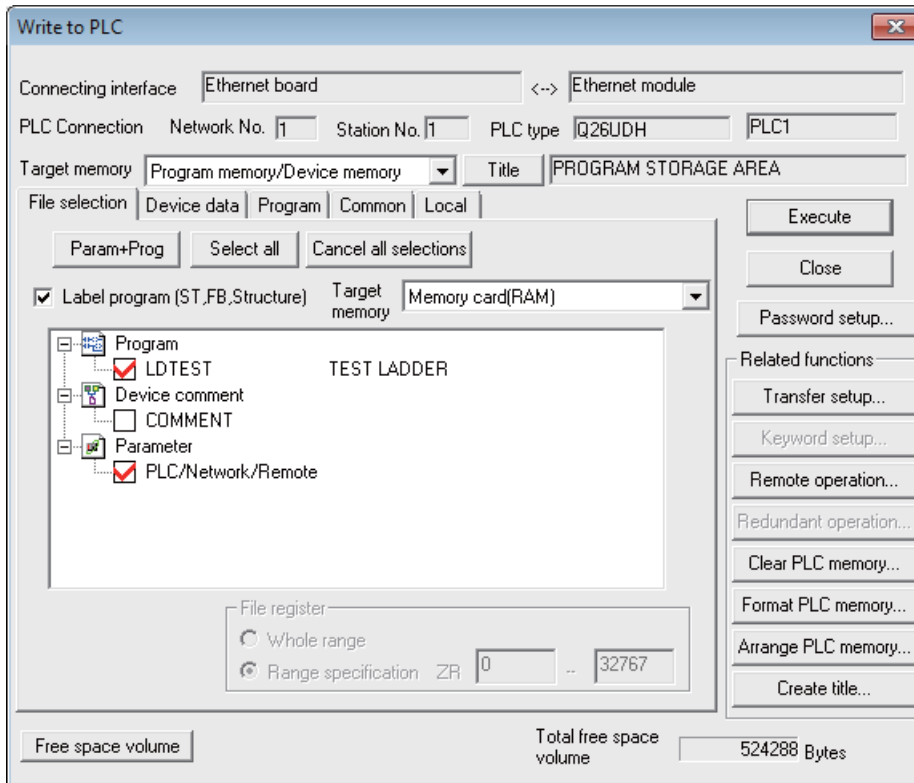 Write to PLC
Connecting interface Ethernet board <--> Ethernet module
PLC Connection Network No. 1 Station No. 1 PLC type Q26UDH PLC1
Target memory Program memory/Device memory Title PROGRAM STORAGE AREA
File selection Device data Program Common Local
Execute
Param+Prog Select all Cancel all selections
Close
Label program (ST,FB,Structure) Target memory Memory card(RAM)
Password setup...
Program
LDTEST TEST LADDER
Device comment
COMMENT
Parameter
PLC/Network/Remote
Related functions
Transfer setup...
Keyword setup...
Remote operation...
Redundant operation...
Clear PLC memory...
Format PLC memory...
Arrange PLC memory...
Create title...
File register
Whole range
Range specification ZR 0 -- 32767
Free space volume
Total free space volume 524288 Bytes